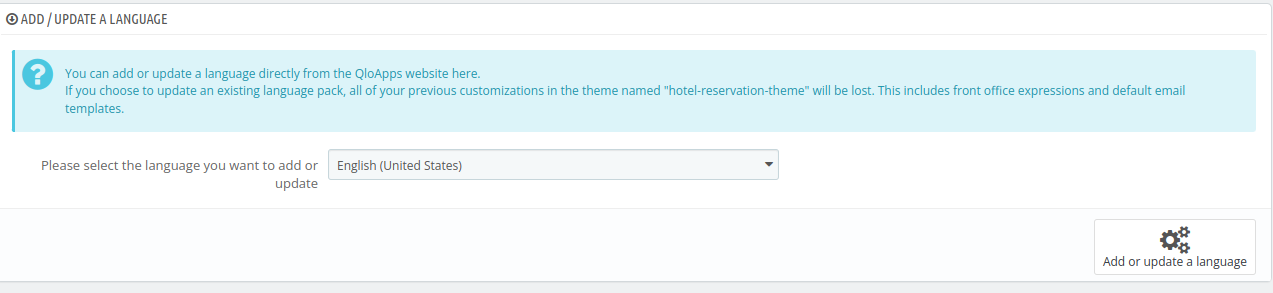 ADD / UPDATE A LANGUAGE
You can add or update a language directly from the QloApps website here.
If you choose to update an existing language pack, all of your previous customizations in the theme named "hotel-reservation-theme" will be lost. This includes front office expressions and default email
templates.
Please select the language you want to add or
update
English (United States)
Add or update a language